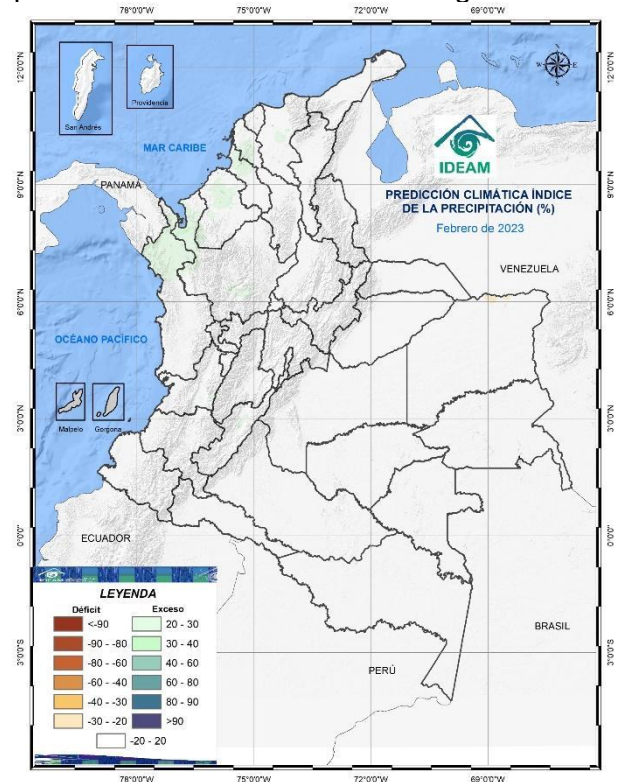 78°0'0"W 75°0'0"W 72°0'0"W 69°0'0"W
12°0'0"N
9°0'0"N
6°0'0"N
3°0'0"N
0°0'0"
3°0'0"S
San Andrés
Providencia
N
W E
S
MAR CARIBE
PANAMÁ
IDEAM
PREDICCIÓN CLIMÁTICA ÍNDICE
DE LA PRECIPITACIÓN (%)
Febrero de 2023
VENEZUELA
OCÉANO PACÍFICO
Gorgona
ECUADOR
BRASIL
PERÚ
LEYENDA
Déficit Exceso
<-90 20 - 30
-90 - -80 30 - 40
-80 - -60 40 - 60
-60 - -40 60 - 80
-40 - -30 80 - 90
-30 - -20 >90
-20 - 20
12°0'0"N
9°0'0"N
6°0'0"N
3°0'0"N
0°0'0"
3°0'0"S
78°0'0"W 75°0'0"W 72°0'0"W 69°0'0"W